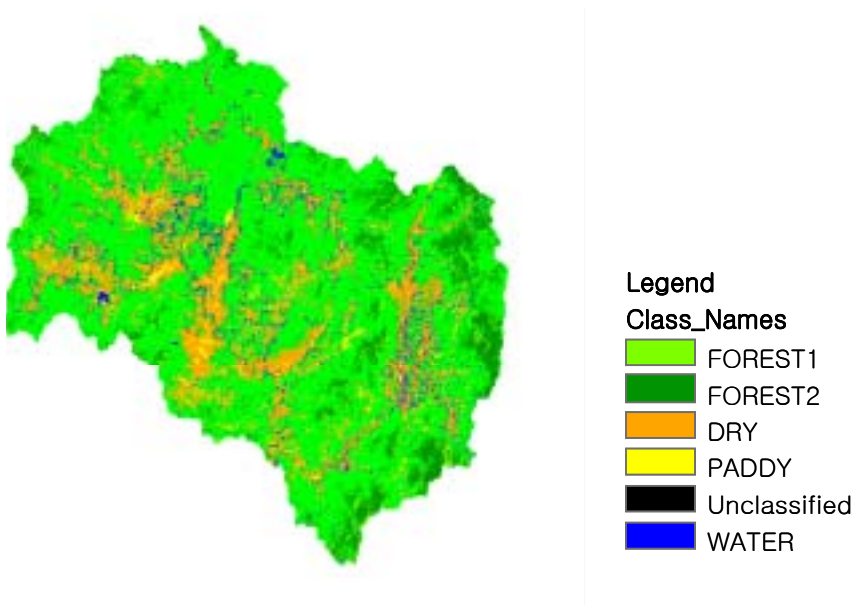 Legend
Class_Names
FOREST1
FOREST2
DRY
PADDY
Unclassified
WATER